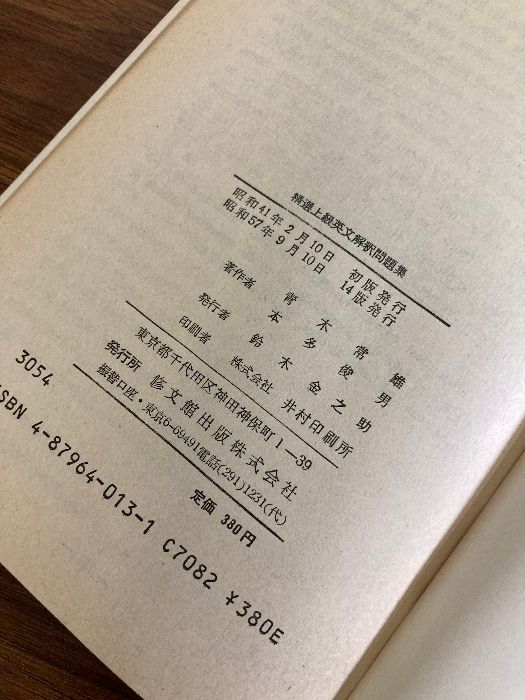 精選上級英文解釈問題集
昭和41年2月10日 初版発行
昭和57年9月10日 14版発行
著作者 青木常雄
本多俊男
発行者 鈴木金之助
印刷者 株式会社 井村印刷所
東京都千代田区神田神保町1—39
発行所 修文館出版株式会社
振替口座・東京6-69491電話(291)1231(代)
定価 380円
3054
ISBN 4-87964-013-1 C7082 ¥380E